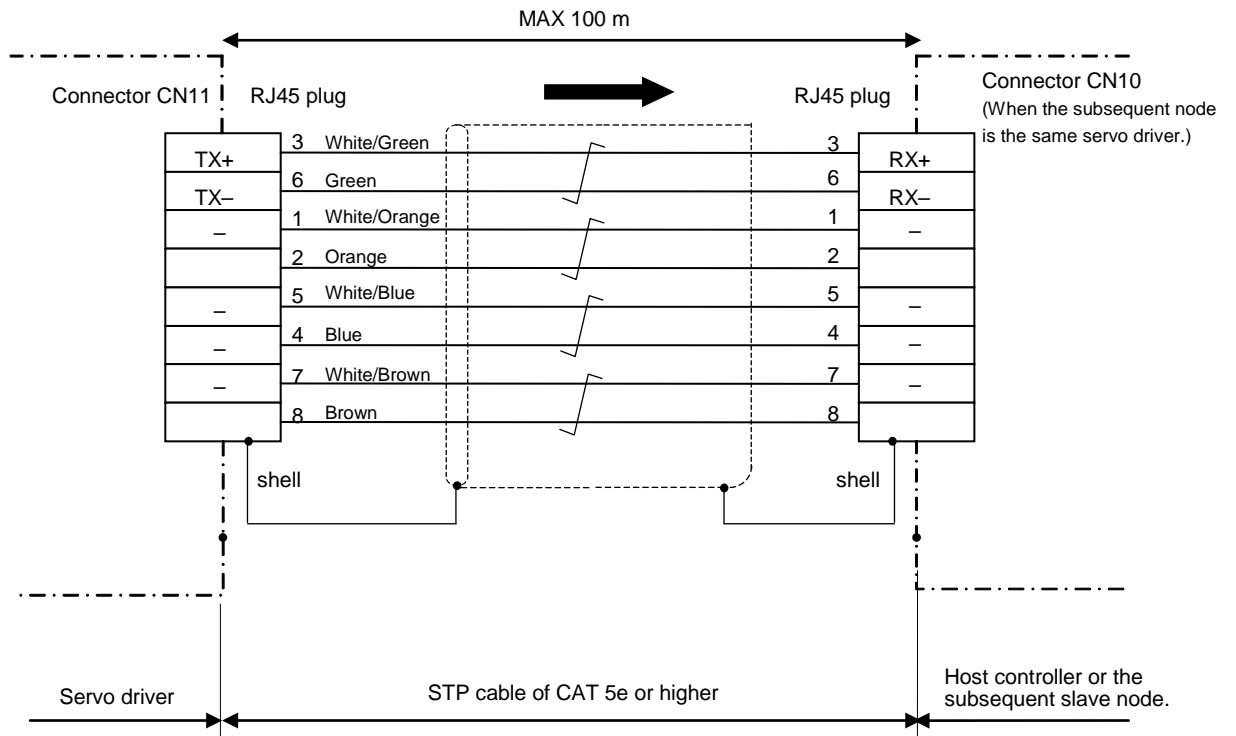 MAX 100 m
Connector CN11 RJ45 plug RJ45 plug Connector CN10
(When the subsequent node
is the same servo driver.)
TX+ 3 White/Green 3 RX+
TX– 6 Green 6 RX–
– 1 White/Orange 1 –
2 Orange 2
– 5 White/Blue 5 –
– 4 Blue 4 –
– 7 White/Brown 7 –
8 Brown 8
shell shell
Servo driver STP cable of CAT 5e or higher Host controller or the
subsequent slave node.